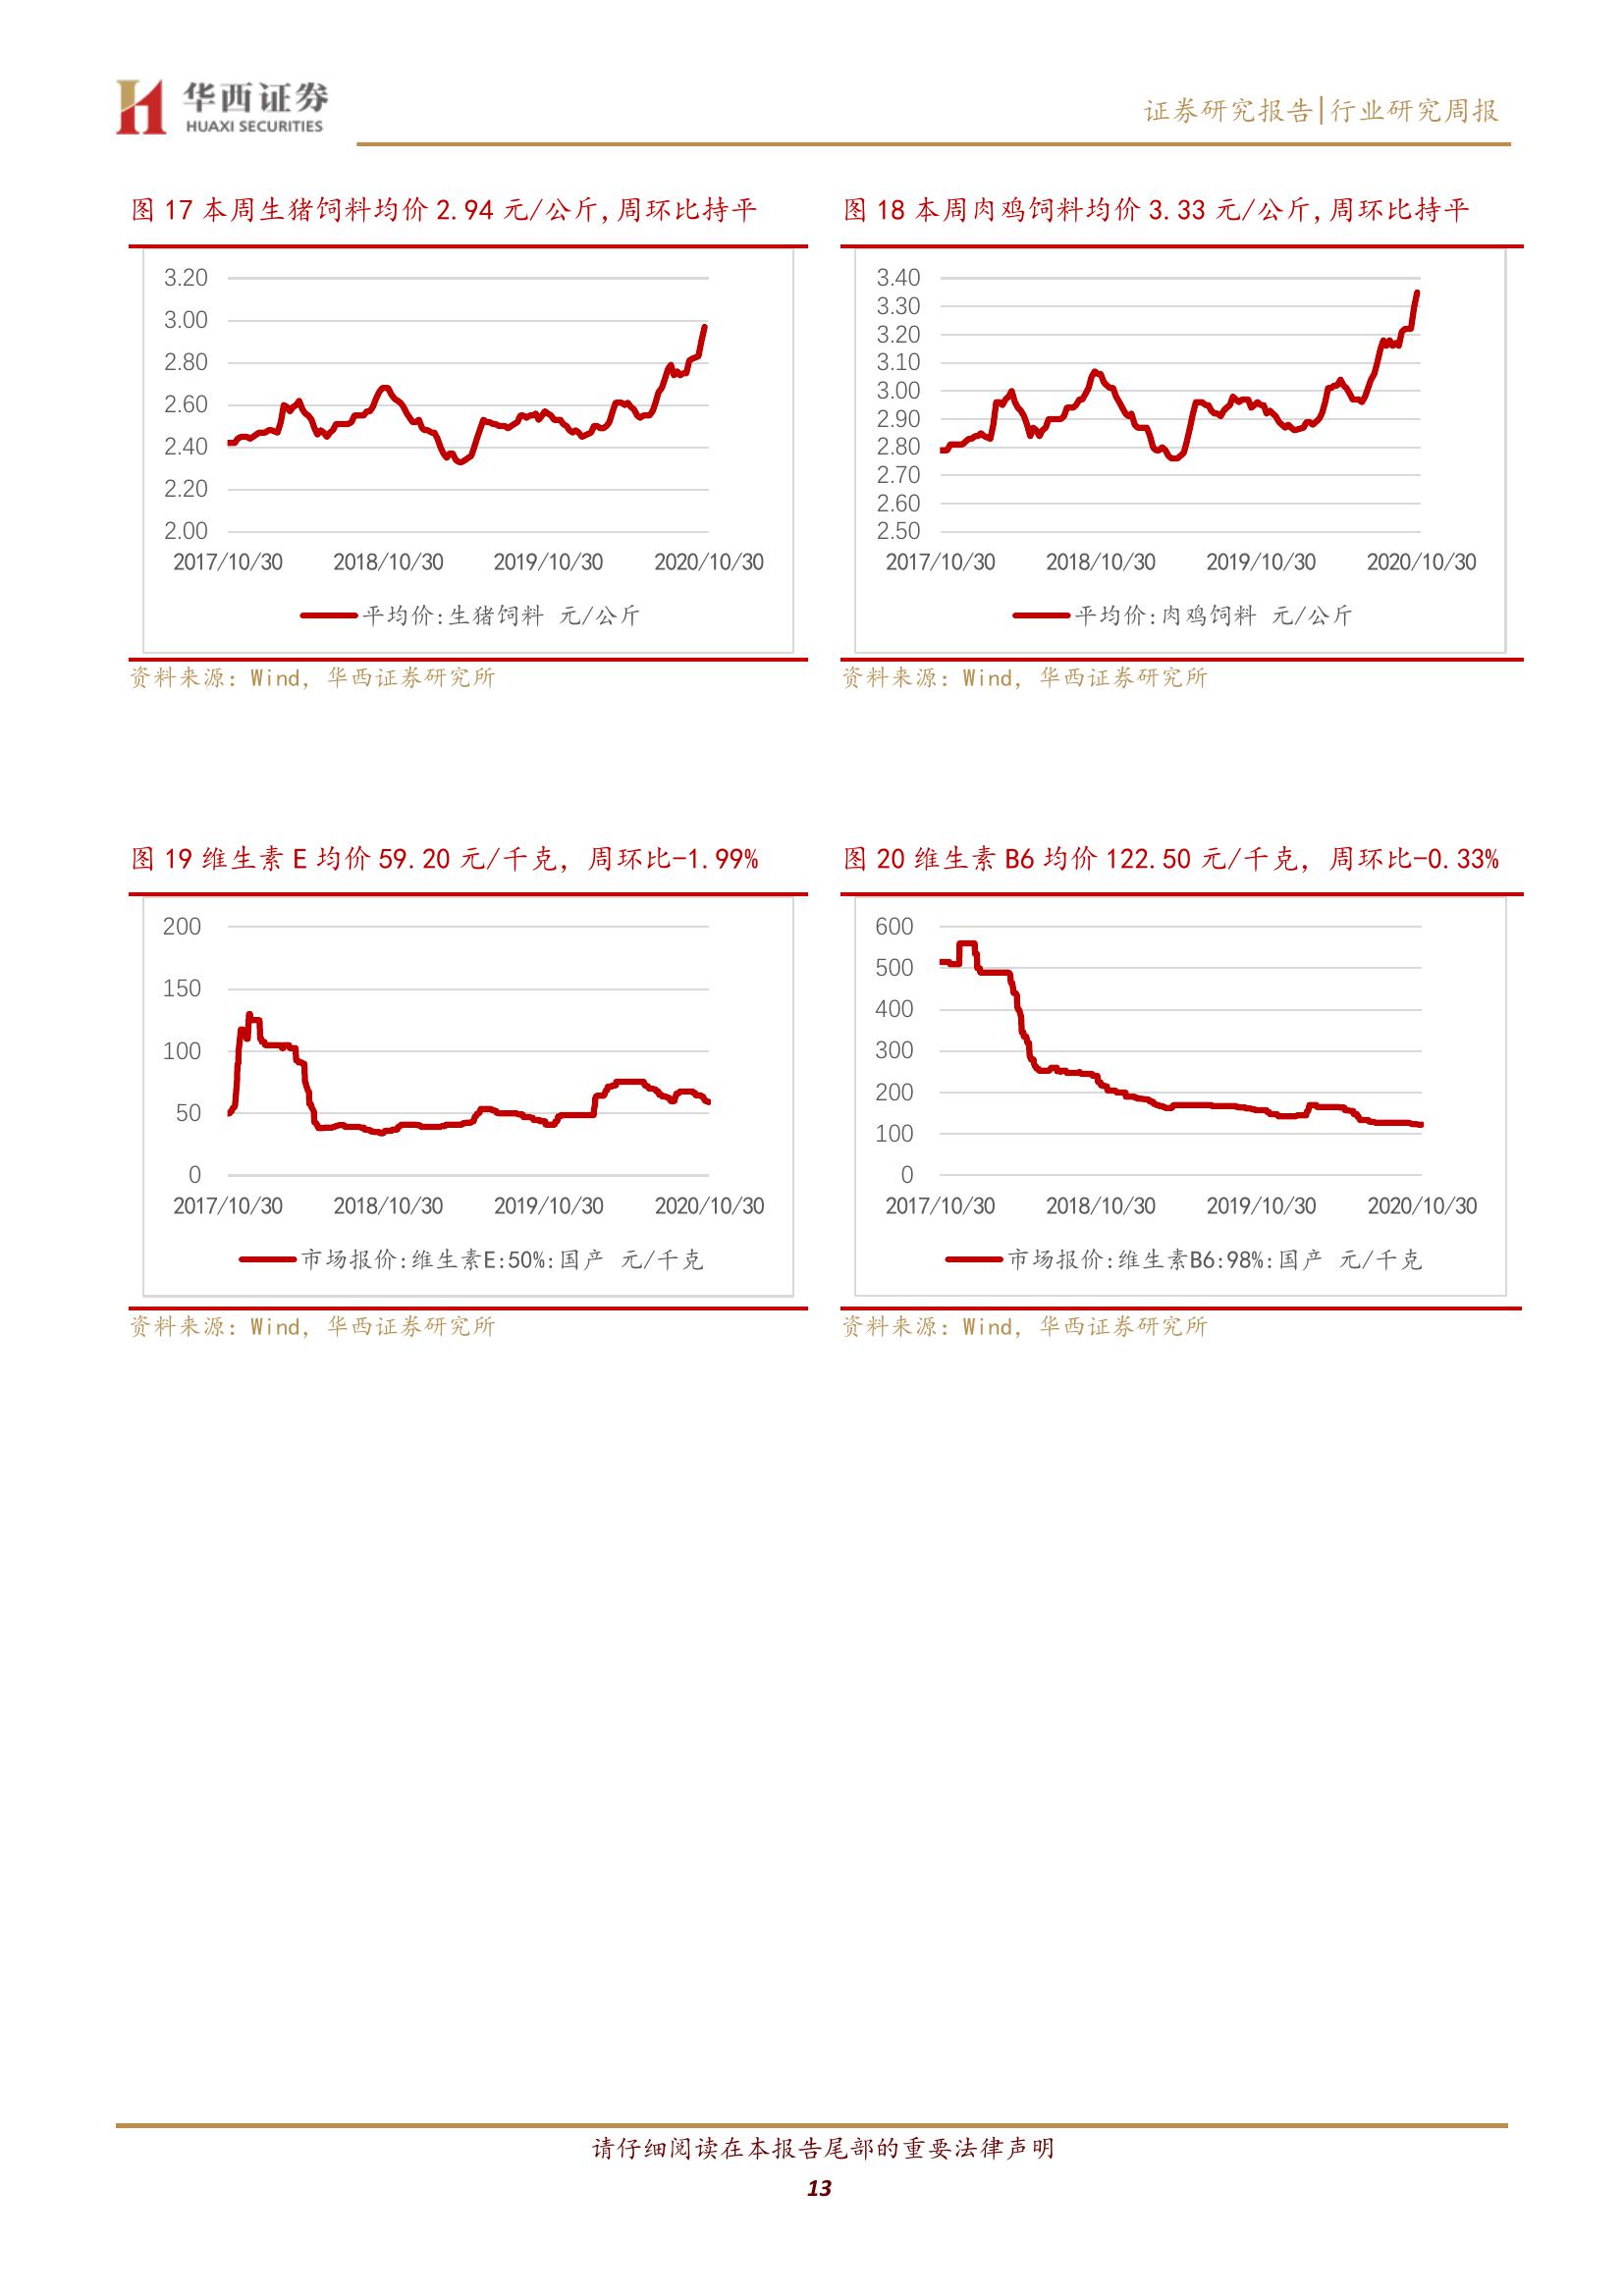 华西证券
HUAXI SECURITIES
证券研究报告|行业研究周报
图 17 本周生猪饲料均价 2.94 元/公斤,周环比持平
3.20
3.00
2.80
2.60
2.40
2.20
2.00
2017/10/30 2018/10/30 2019/10/30 2020/10/30
平均价:生猪饲料 元/公斤
资料来源: Wind, 华西证券研究所
图 18 本周肉鸡饲料均价 3.33 元/公斤,周环比持平
3.40
3.30
3.20
3.10
3.00
2.90
2.80
2.70
2.60
2.50
2017/10/30 2018/10/30 2019/10/30 2020/10/30
平均价:肉鸡饲料 元/公斤
资料来源: Wind, 华西证券研究所
图 19 维生素 E 均价 59.20 元/千克, 周环比-1.99%
200
150
100
50
0
2017/10/30 2018/10/30 2019/10/30 2020/10/30
市场报价:维生素E:50%:国产 元/千克
资料来源: Wind, 华西证券研究所
图 20 维生素 B6 均价 122.50 元/千克, 周环比-0.33%
600
500
400
300
200
100
0
2017/10/30 2018/10/30 2019/10/30 2020/10/30
市场报价:维生素B6:98%:国产 元/千克
资料来源: Wind, 华西证券研究所
请仔细阅读在本报告尾部的重要法律声明
13